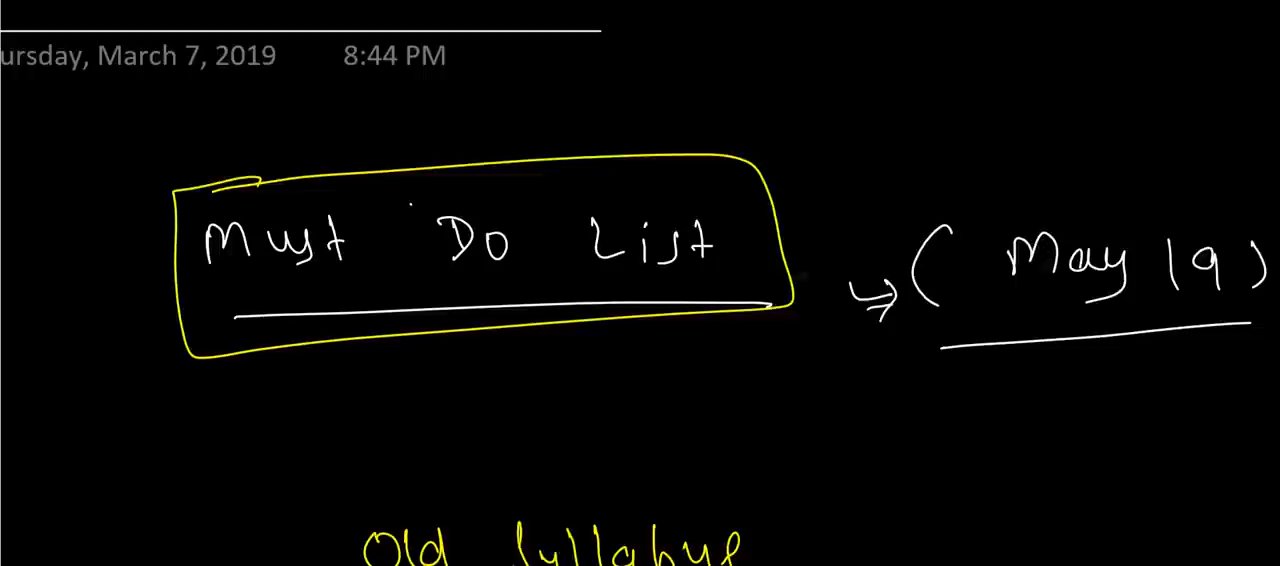 ursday, March 7, 2019 8:44 PM
Must Do List
(May 19)
Old Syllabus